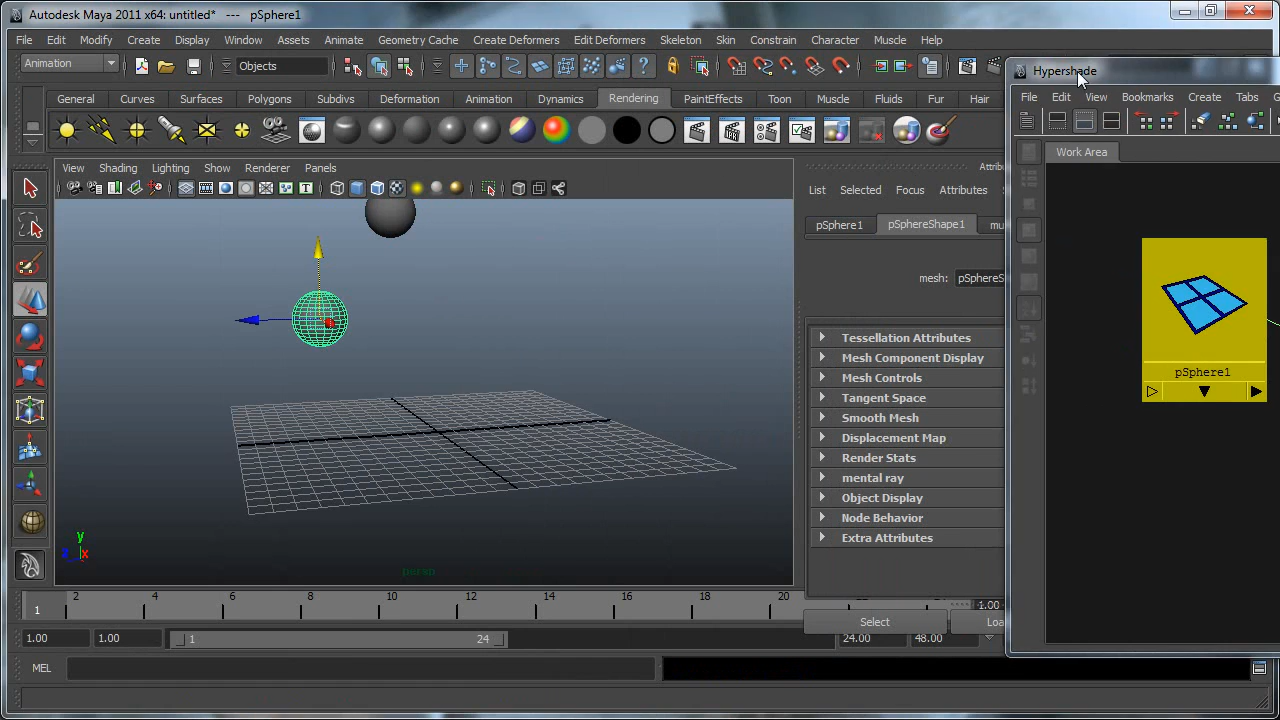 Autodesk Maya 2011 x64: untitled* --- pSphere1
File Edit Modify Create Display Window Assets Animate Geometry Cache Create Deformers Edit Deformers Skeleton Skin Constrain Character Muscle Help
Animation Objects
General Curves Surfaces Polygons Subdivs Deformation Animation Dynamics Rendering PaintEffects Toon Muscle Fluids Fur Hair
View Shading Lighting Show Renderer Panels
persp
y
x
List Selected Focus Attributes
pSphere1 pSphereShape1
mesh: pSphereS
Tessellation Attributes
Mesh Component Display
Mesh Controls
Tangent Space
Smooth Mesh
Displacement Map
Render Stats
mental ray
Object Display
Node Behavior
Extra Attributes
Select Loa
Hypershade
File Edit View Bookmarks Create Tabs G
Work Area
pSphere1
1 2 4 6 8 10 12 14 16 18 20
1.00
1.00 1.00 1 24 24.00 48.00
MEL